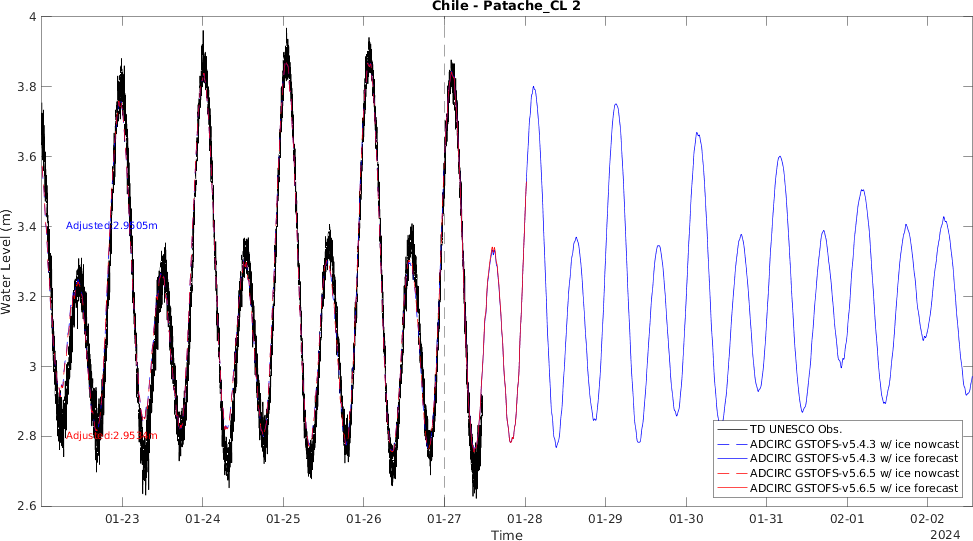 Chile - Patache_CL 2
Water Level (m)
4
3.8
3.6
3.4
3.2
3
2.8
2.6
Adjusted:2.9605m
TD UNESCO Obs.
ADCIRC GSTOFS-v5.4.3 w/ ice nowcast
ADCIRC GSTOFS-v5.4.3 w/ ice forecast
ADCIRC GSTOFS-v5.6.5 w/ ice nowcast
ADCIRC GSTOFS-v5.6.5 w/ ice forecast
01-23 01-24 01-25 01-26 01-27 01-28 01-29 01-30 01-31 02-01 02-02
Time
2024